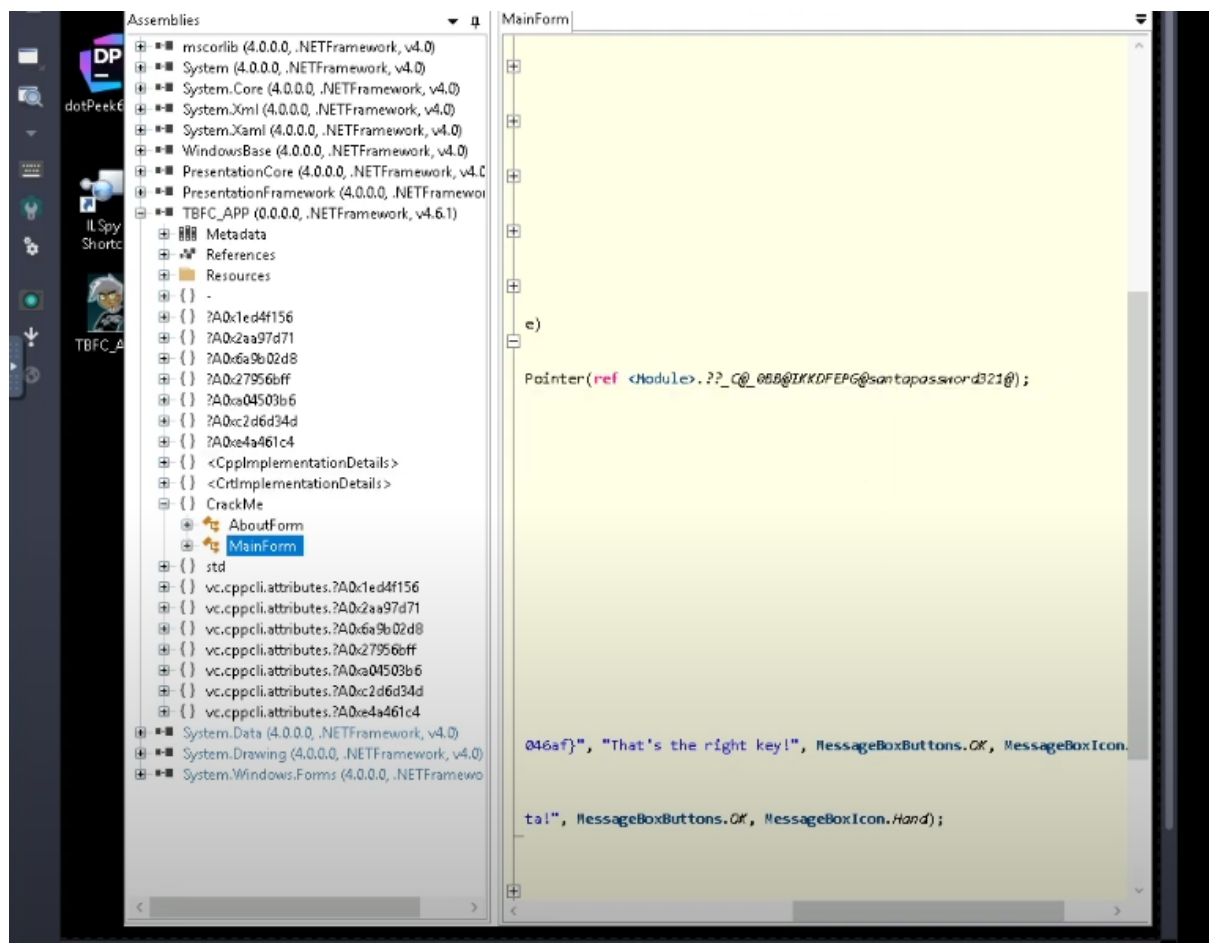 Assemblies
MainForm
mscorlib (4.0.0.0, .NETFramework, v4.0)
System (4.0.0.0, .NETFramework, v4.0)
System.Core (4.0.0.0, .NETFramework, v4.0)
System.Xml (4.0.0.0, .NETFramework, v4.0)
System.Xaml (4.0.0.0, .NETFramework, v4.0)
WindowsBase (4.0.0.0, .NETFramework, v4.0)
PresentationCore (4.0.0.0, .NETFramework, v4.0
PresentationFramework (4.0.0.0, .NETFramewor
TBFC_APP (0.0.0.0, .NETFramework, v4.6.1)
Metadata
References
Resources
{} -
{} ?A0x1ed4f156
{} ?A0x2aa97d71
{} ?A0x6a9b02d8
{} ?A0x27956bff
{} ?A0xa04503b6
{} ?A0xc2d6d34d
{} ?A0xe4a461c4
{} <CppImplementationDetails>
{} <CrtImplementationDetails>
{} CrackMe
AboutForm
MainForm
{} std
{} vc.cppcli.attributes.?A0x1ed4f156
{} vc.cppcli.attributes.?A0x2aa97d71
{} vc.cppcli.attributes.?A0x6a9b02d8
{} vc.cppcli.attributes.?A0x27956bff
{} vc.cppcli.attributes.?A0xa04503b6
{} vc.cppcli.attributes.?A0xc2d6d34d
{} vc.cppcli.attributes.?A0xe4a461c4
System.Data (4.0.0.0, .NETFramework, v4.0)
System.Drawing (4.0.0.0, .NETFramework, v4.0)
System.Windows.Forms (4.0.0.0, .NETFramewo
DP
dotPeek6
ILSpy
Shortc
TBFC_A
e)
Pointer(ref <Module>.??_C@_0BB@IKKDFEPG@santapassword321@);
046af}", "That's the right key!", MessageBoxButtons.OK, MessageBoxIcon.
ta!", MessageBoxButtons.OK, MessageBoxIcon.Hand);